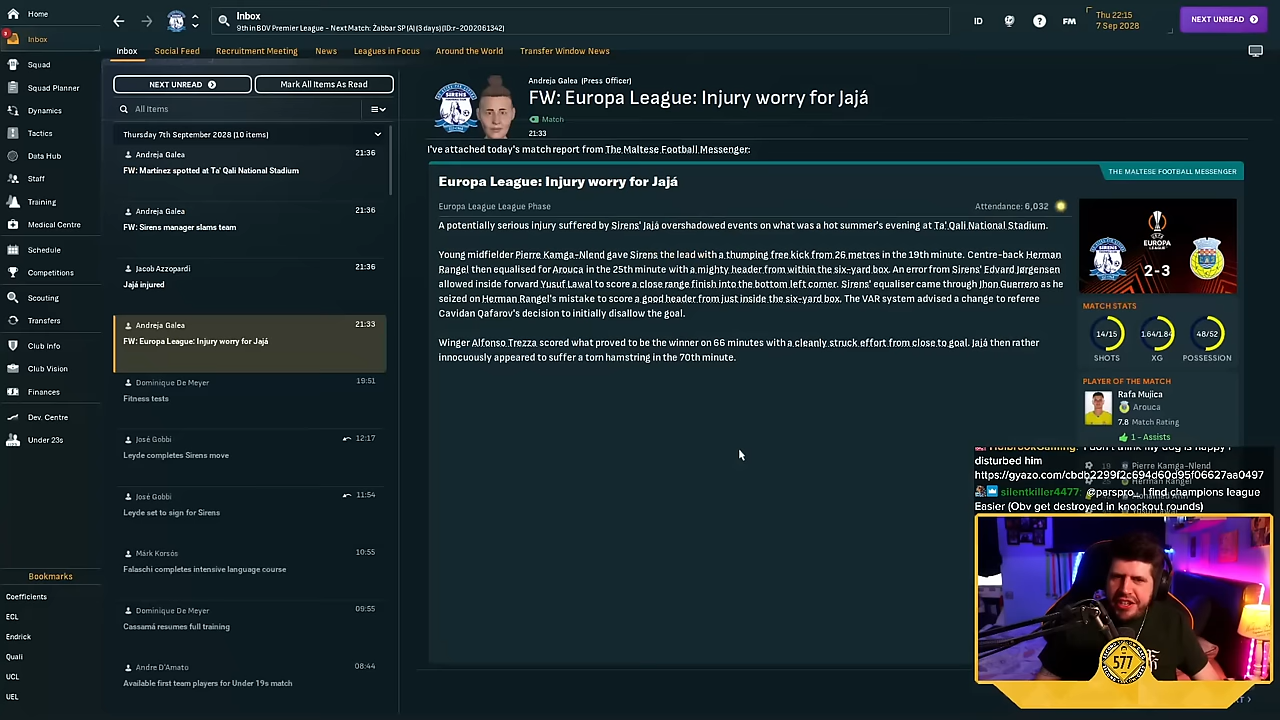 Home
Inbox
9th in BOV Premier League - Next Match: Żabbar SP (A) (3 days) (ID:r-2002061342)
ID
FM
Thu 22:15
7 Sep 2028
NEXT UNREAD
3
Inbox
Squad
Squad Planner
Dynamics
Tactics
Data Hub
Staff
Training
Medical Centre
Schedule
Competitions
Scouting
Transfers
Club Info
Club Vision
Finances
Dev. Centre
Under 23s
Bookmarks
Coefficients
ECL
Endrick
Quali
UCL
UEL
Inbox
Social Feed
Recruitment Meeting
News
Leagues in Focus
Around the World
Transfer Window News
NEXT UNREAD
Mark All Items As Read
All Items
Thursday 7th September 2028 (10 items)
Andreja Galea 21:36
FW: Martínez spotted at Ta' Qali National Stadium
Andreja Galea 21:36
FW: Sirens manager slams team
Jacob Azzopardi 21:36
Jajá injured
Andreja Galea 21:33
FW: Europa League: Injury worry for Jajá
Dominique De Meyer 19:51
Fitness tests
José Gobbi 12:17
Leyde completes Sirens move
José Gobbi 11:54
Leyde set to sign for Sirens
Márk Korsós 10:55
Falaschi completes intensive language course
Dominique De Meyer 09:55
Cassamá resumes full training
Andre D'Amato 08:44
Available first team players for Under 19s match
SIRENS
Andreja Galea (Press Officer)
FW: Europa League: Injury worry for Jajá
Match
21:33
I've attached today's match report from The Maltese Football Messenger:
THE MALTESE FOOTBALL MESSENGER
Europa League: Injury worry for Jajá
Europa League League Phase
Attendance: 6,032
A potentially serious injury suffered by Sirens' Jajá overshadowed events on what was a hot summer's evening at Ta' Qali National Stadium.
Young midfielder Pierre Kamga-Nlend gave Sirens the lead with a thumping free kick from 26 metres in the 19th minute. Centre-back Herman
Rangel then equalised for Arouca in the 25th minute with a mighty header from within the six-yard box. An error from Sirens' Edvard Jørgensen
allowed inside forward Yusuf Lawal to score a close range finish into the bottom left corner. Sirens' equaliser came through Jhon Guerrero as he
seized on Herman Rangel's mistake to score a good header from just inside the six-yard box. The VAR system advised a change to referee
Cavidan Qafarov's decision to initially disallow the goal.
Winger Alfonso Trezza scored what proved to be the winner on 66 minutes with a cleanly struck effort from close to goal. Jajá then rather
innocuously appeared to suffer a torn hamstring in the 70th minute.
EUROPA
LEAGUE
2-3
MATCH STATS
14/15
1.64/1.84
48/52
SHOTS
XG
POSSESSION
PLAYER OF THE MATCH
Rafa Mujica
Arouca
7.8 Match Rating
1 - Assists
Pierre Kamga-Nlend
Herman Rangel
disturbed him
https://gyazo.com/cbdb2299f2c694d60d95f06627aa0497
silentkiller4477: @parspro_ I find champions league
Easier (Obv get destroyed in knockout rounds)
577